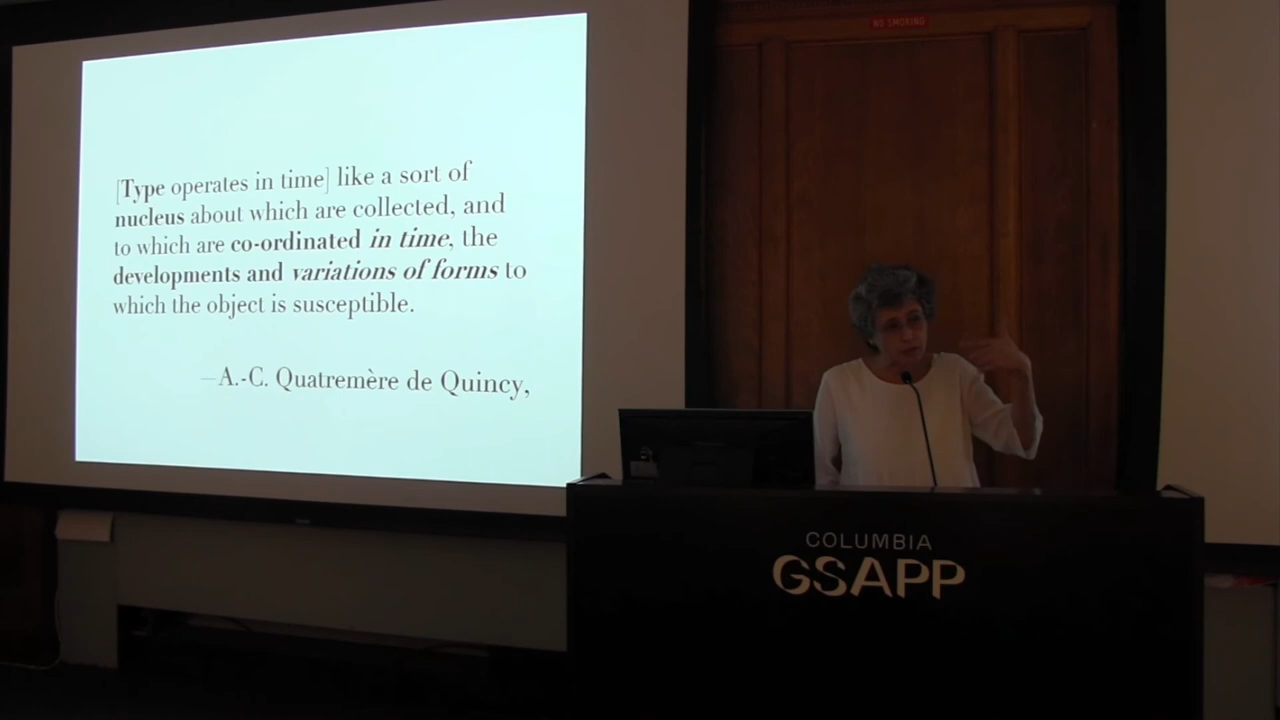 NO SMOKING
[Type operates in time] like a sort of
nucleus about which are collected, and
to which are co-ordinated in time, the
developments and variations of forms to
which the object is susceptible.
—A.-C. Quatremère de Quincy,
COLUMBIA
GSAPP